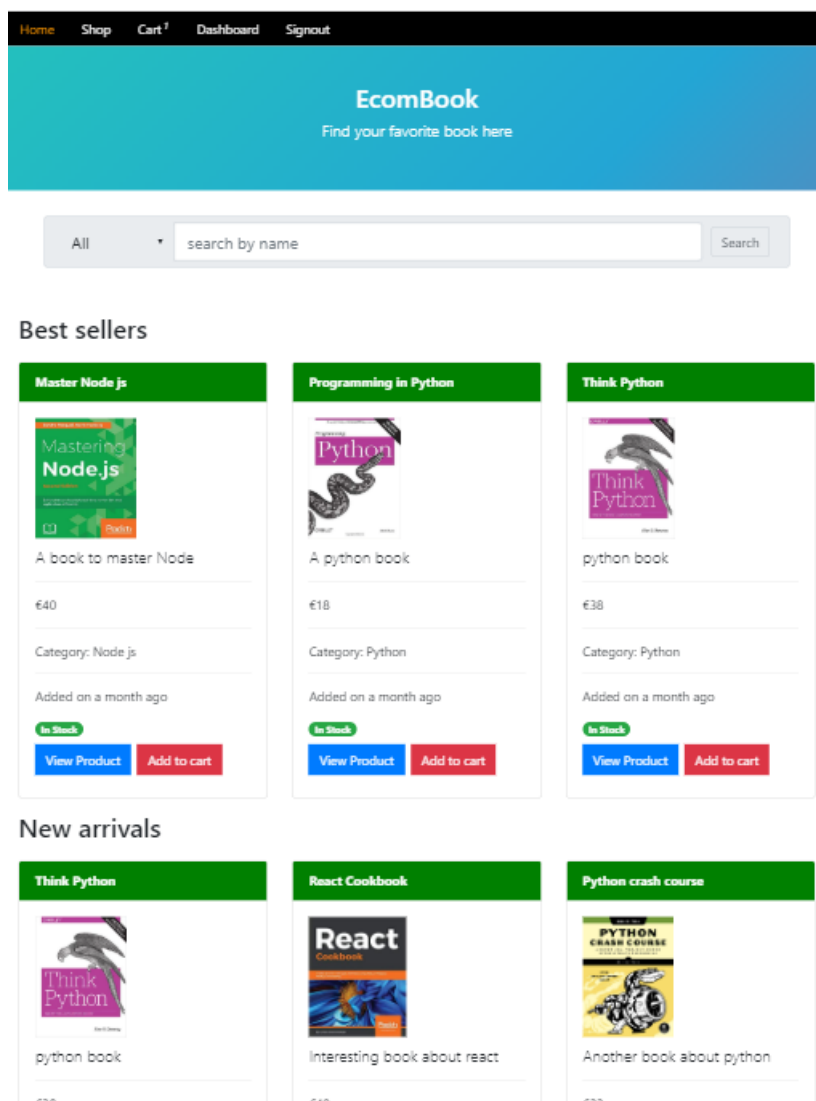 Home Shop Cart 7 Dashboard Signout
EcomBook
Find your favorite book here
All search by name Search
Best sellers
Master Node js
Mastering
Node.js
Packt>
A book to master Node
€40
Category: Node js
Added on a month ago
In Stock
View Product Add to cart
Programming in Python
Programming
Python
A python book
€18
Category: Python
Added on a month ago
In Stock
View Product Add to cart
Think Python
Think
Python
python book
€38
Category: Python
Added on a month ago
In Stock
View Product Add to cart
New arrivals
Think Python
Think
Python
python book
React Cookbook
React
Cookbook
Packt>
Interesting book about react
Python crash course
PYTHON
CRASH COURSE
Another book about python